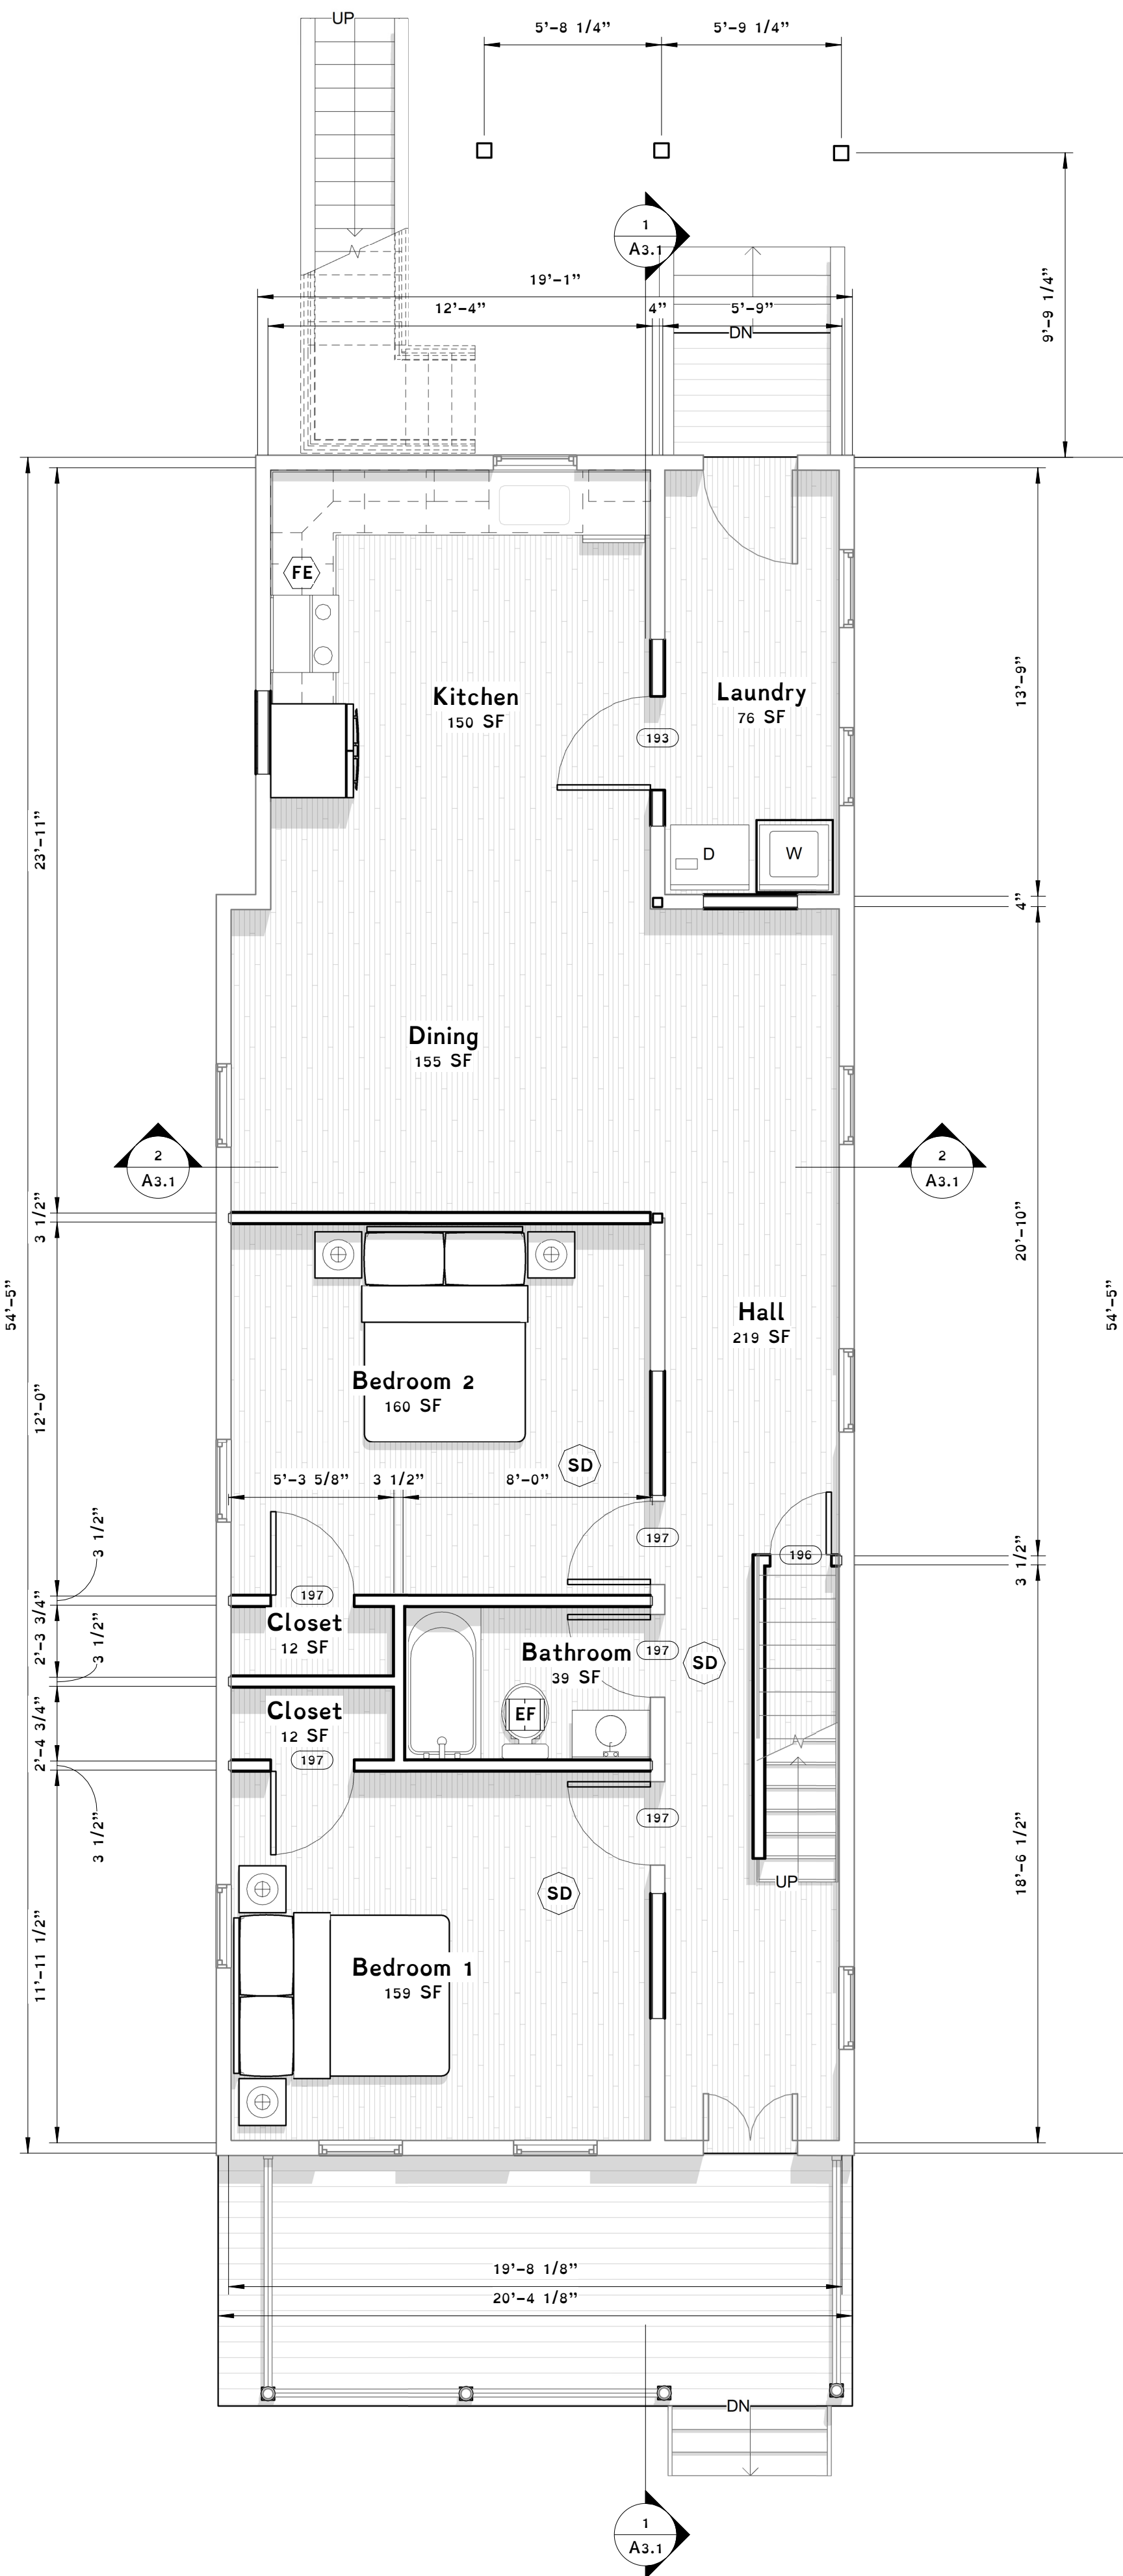 UP
5'-8 1/4"
5'-9 1/4"
1
A3.1
19'-1"
12'-4"
4"
5'-9"
DN
9'-9 1/4"
FE
Kitchen
150 SF
Laundry
76 SF
193
13'-9"
23'-11"
D
W
4"
Dining
155 SF
2
A3.1
2
A3.1
3 1/2"
20'-10"
54'-5"
54'-5"
Hall
219 SF
Bedroom 2
160 SF
12'-0"
SD
5'-3 5/8"
3 1/2"
8'-0"
3 1/2"
197
196
3 1/2"
197
Closet
12 SF
2'-3 3/4"
3 1/2"
Bathroom
39 SF
197
SD
Closet
12 SF
EF
2'-4 3/4"
197
3 1/2"
197
18'-6 1/2"
UP
SD
11'-11 1/2"
Bedroom 1
159 SF
19'-8 1/8"
20'-4 1/8"
DN
1
A3.1